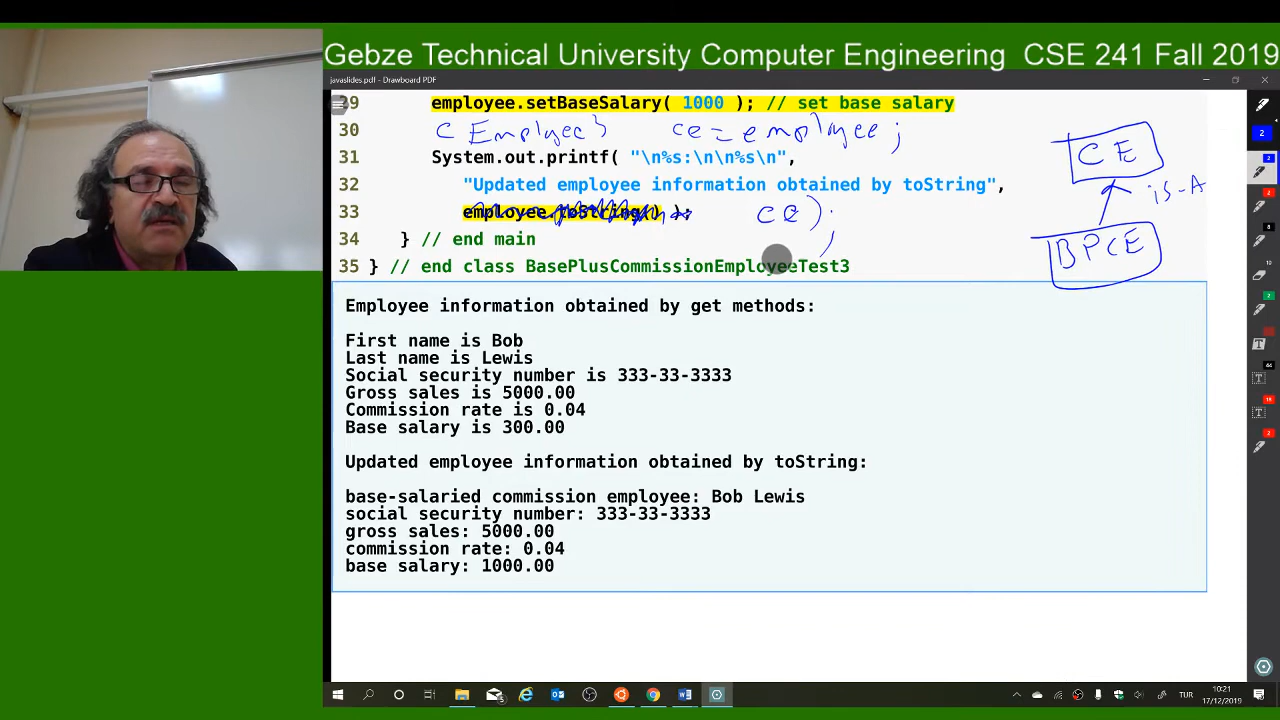 Gebze Technical University Computer Engineering CSE 241 Fall 2019
javaslides.pdf - Drawboard PDF
29 employee.setBaseSalary( 1000 ); // set base salary
30 ce = employee;
31 System.out.printf( "\n%s:\n\n%s\n",
32 "Updated employee information obtained by toString",
33 employee.toString() ); ce);
34 } // end main
35 } // end class BasePlusCommissionEmployeeTest3
CE
is-A
BPCE
Employee information obtained by get methods:
First name is Bob
Last name is Lewis
Social security number is 333-33-3333
Gross sales is 5000.00
Commission rate is 0.04
Base salary is 300.00
Updated employee information obtained by toString:
base-salaried commission employee: Bob Lewis
social security number: 333-33-3333
gross sales: 5000.00
commission rate: 0.04
base salary: 1000.00
TUR
10:21
17/12/2019